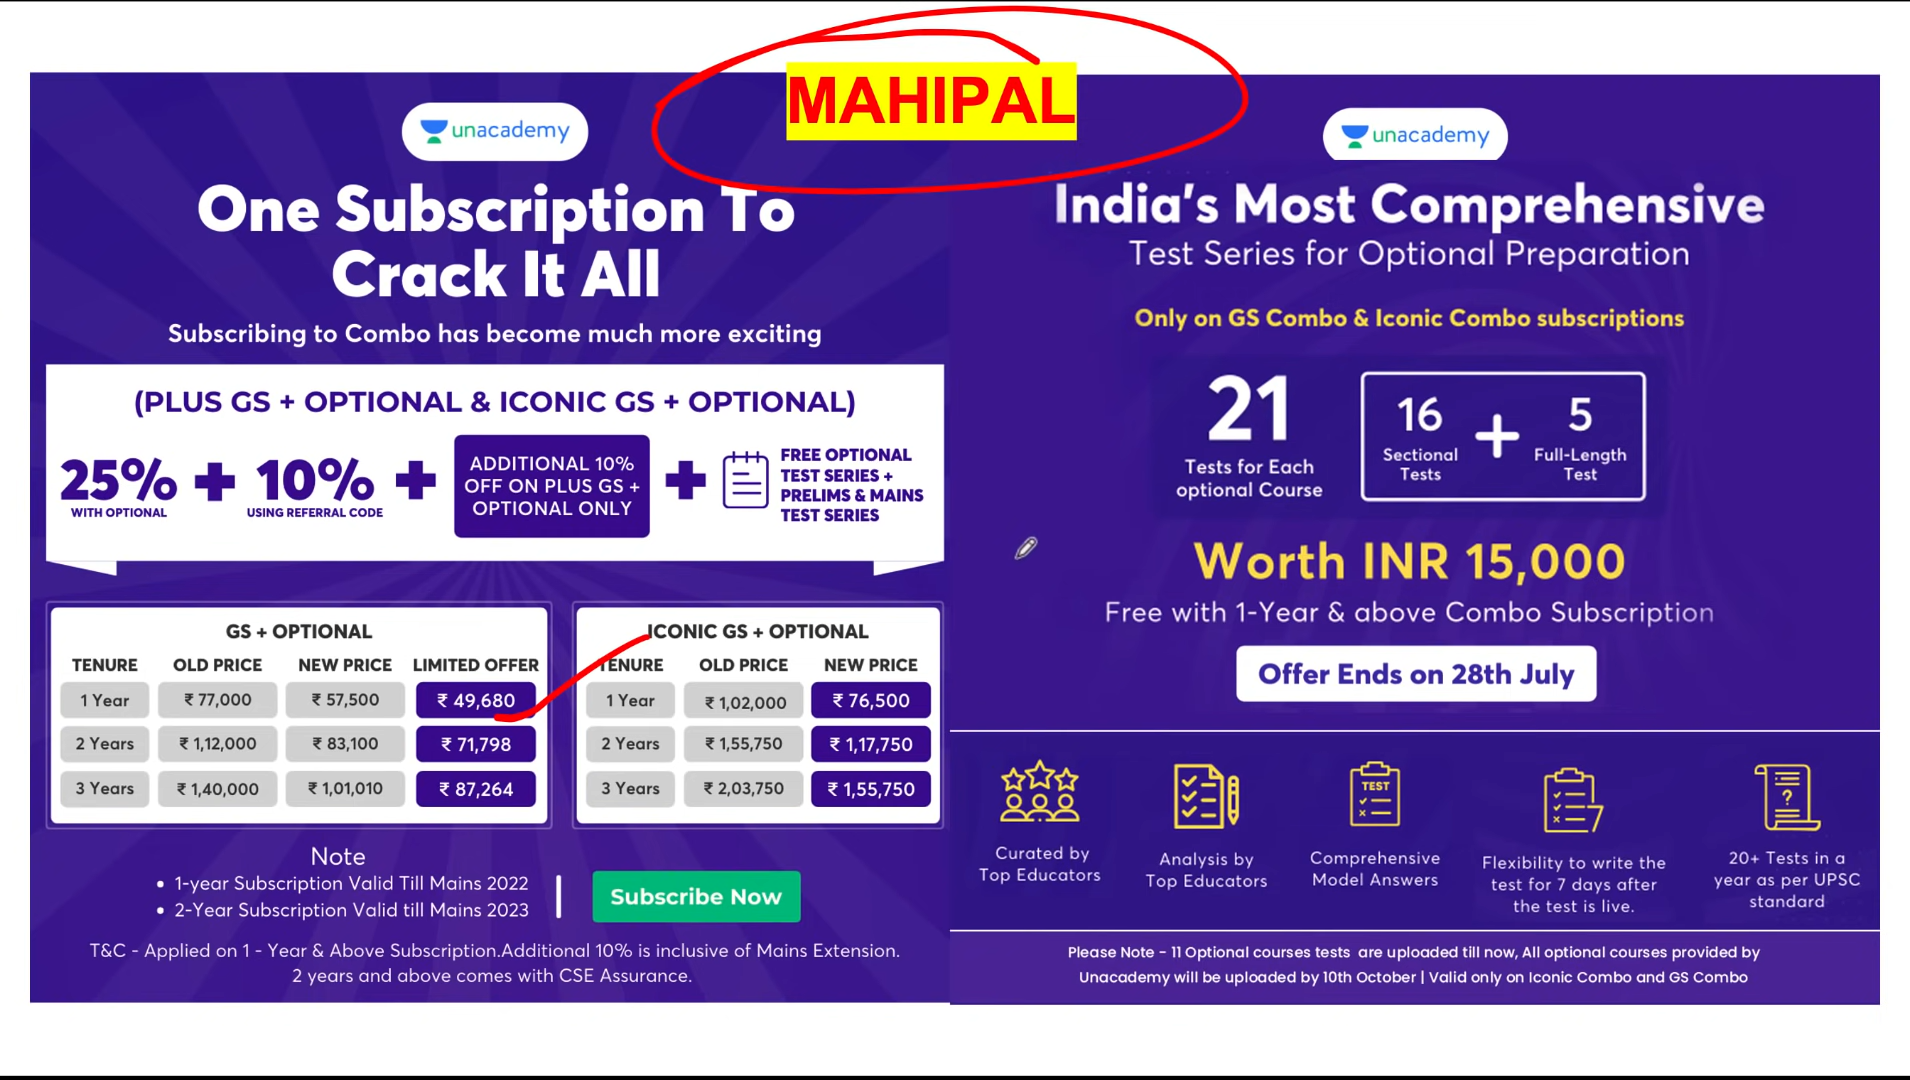 MAHIPAL
unacademy
One Subscription To
Crack It All
Subscribing to Combo has become much more exciting
(PLUS GS + OPTIONAL & ICONIC GS + OPTIONAL)
25%
WITH OPTIONAL
+
10%
USING REFERRAL CODE
+
ADDITIONAL 10%
OFF ON PLUS GS +
OPTIONAL ONLY
+
FREE OPTIONAL
TEST SERIES +
PRELIMS & MAINS
TEST SERIES
GS + OPTIONAL
TENURE OLD PRICE NEW PRICE LIMITED OFFER
1 Year ₹ 77,000 ₹ 57,500 ₹ 49,680
2 Years ₹ 1,12,000 ₹ 83,100 ₹ 71,798
3 Years ₹ 1,40,000 ₹ 1,01,010 ₹ 87,264
ICONIC GS + OPTIONAL
TENURE OLD PRICE NEW PRICE
1 Year ₹ 1,02,000 ₹ 76,500
2 Years ₹ 1,55,750 ₹ 1,17,750
3 Years ₹ 2,03,750 ₹ 1,55,750
Note
• 1-year Subscription Valid Till Mains 2022
• 2-Year Subscription Valid till Mains 2023
Subscribe Now
T&C - Applied on 1 - Year & Above Subscription.Additional 10% is inclusive of Mains Extension.
2 years and above comes with CSE Assurance.
unacademy
India's Most Comprehensive
Test Series for Optional Preparation
Only on GS Combo & Iconic Combo subscriptions
21
Tests for Each
optional Course
16
Sectional
Tests
+
5
Full-Length
Test
Worth INR 15,000
Free with 1-Year & above Combo Subscription
Offer Ends on 28th July
Curated by
Top Educators
Analysis by
Top Educators
TEST
Comprehensive
Model Answers
Flexibility to write the
test for 7 days after
the test is live.
20+ Tests in a
year as per UPSC
standard
Please Note - 11 Optional courses tests are uploaded till now, All optional courses provided by
Unacademy will be uploaded by 10th October | Valid only on Iconic Combo and GS Combo